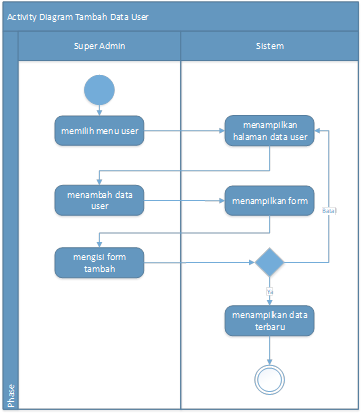 Activity Diagram Tambah Data User
Super Admin
Sistem
memilih menu user
menampilkan
halaman data user
menambah data
user
menampilkan form
Batal
mengisi form
tambah
Ya
menampilkan data
terbaru
Phase